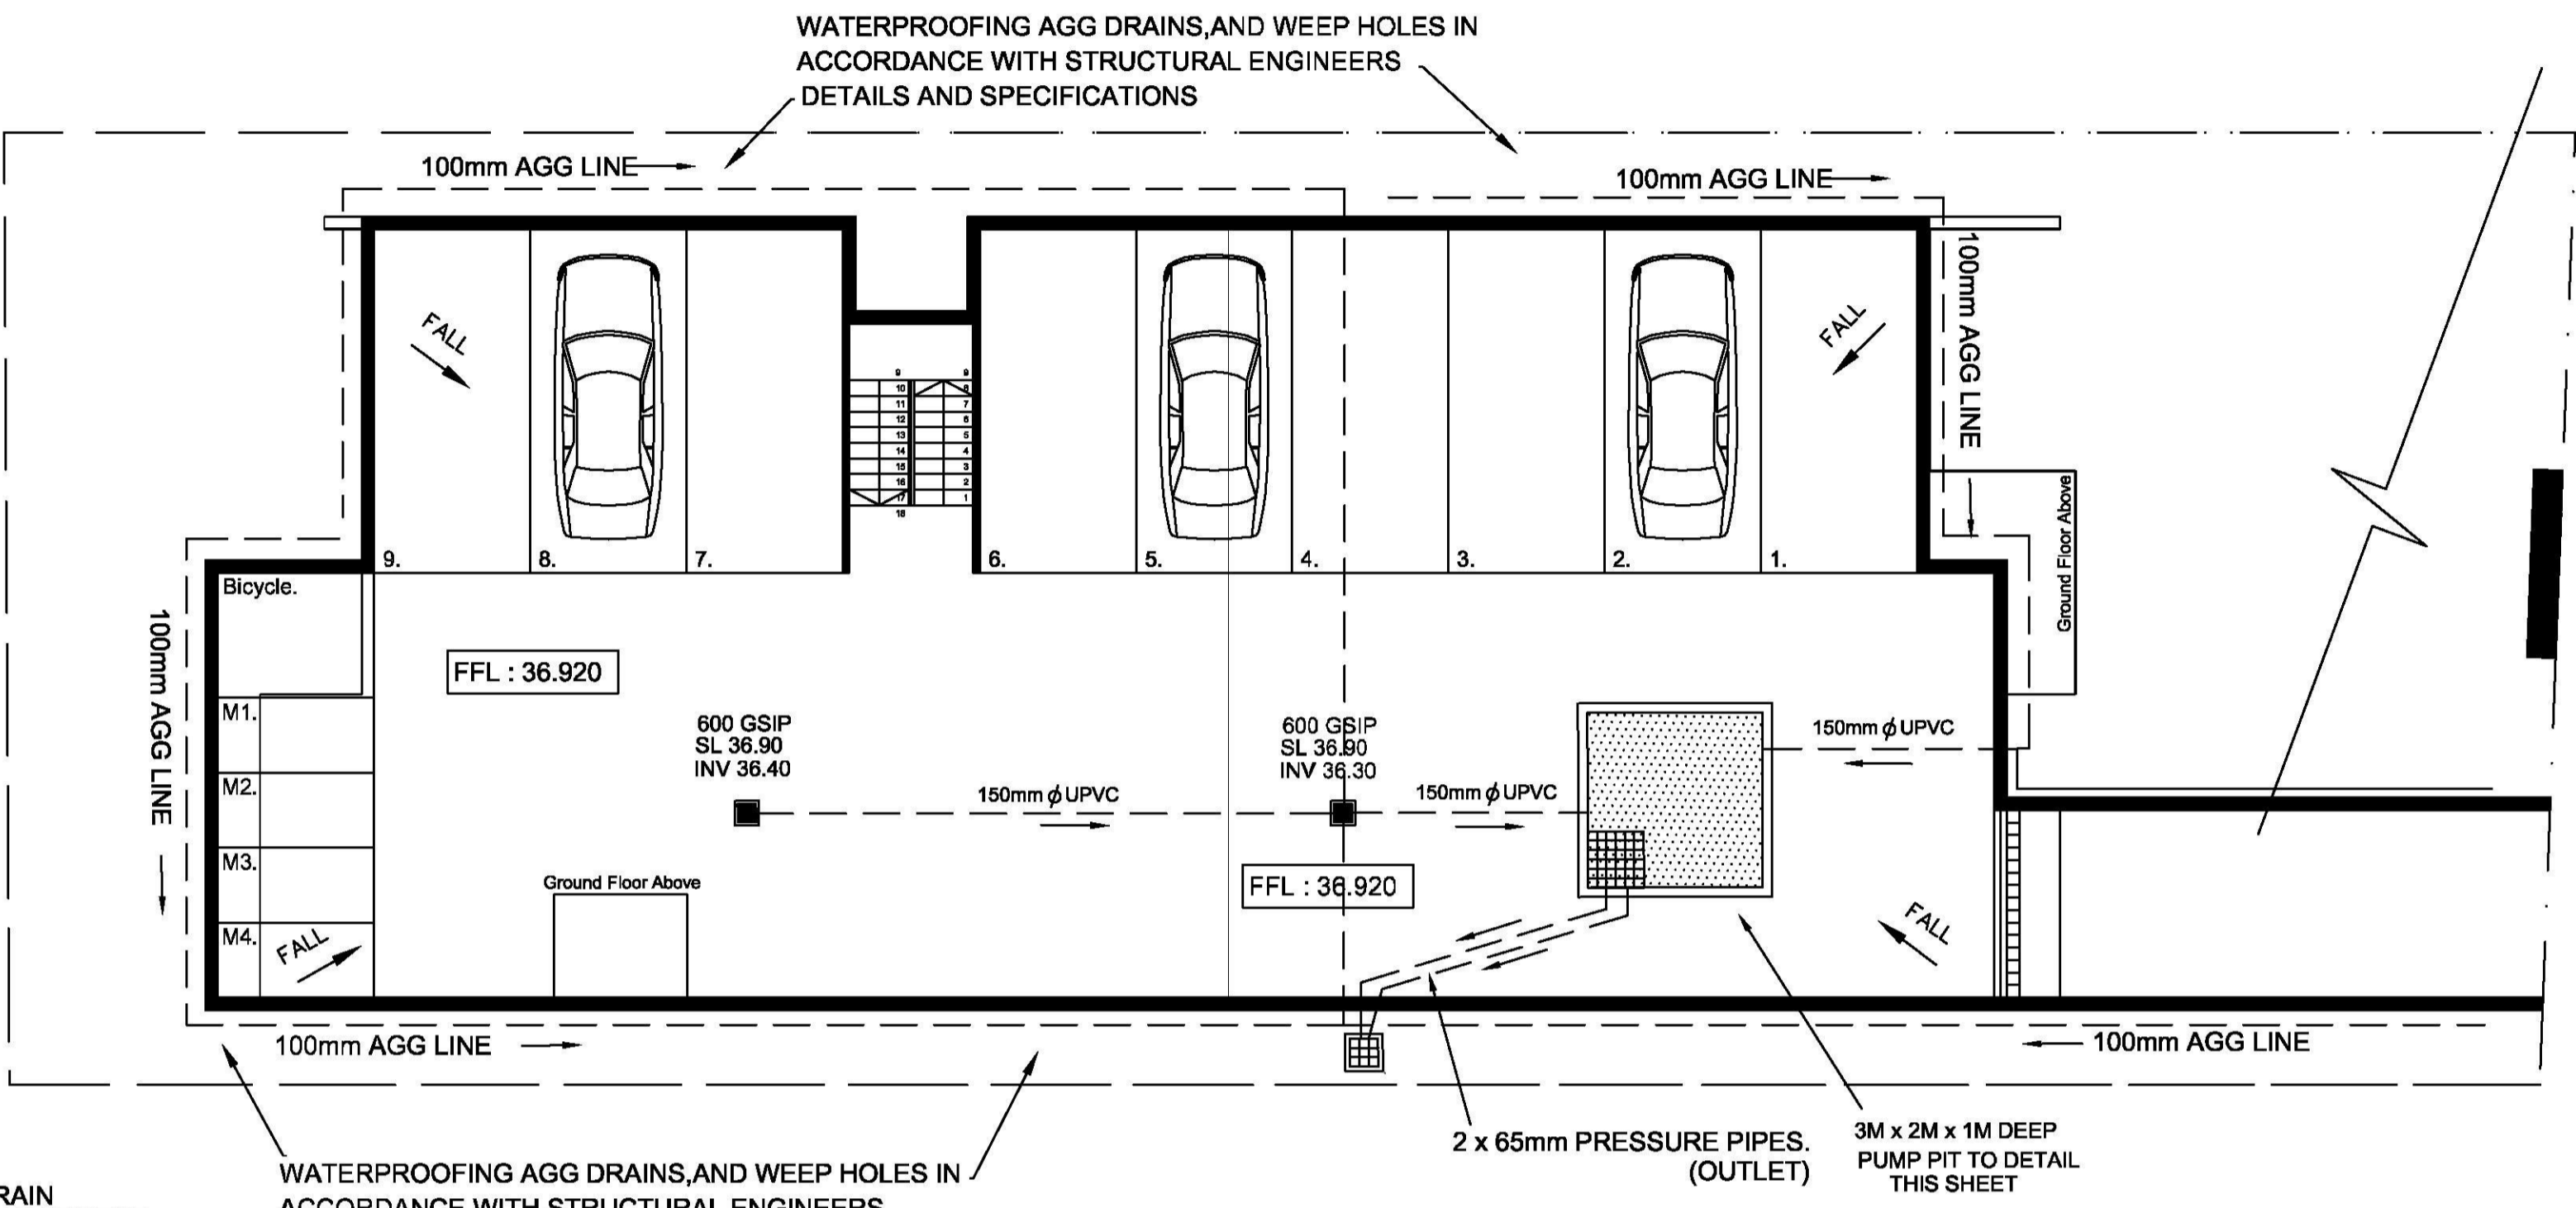 WATERPROOFING AGG DRAINS,AND WEEP HOLES IN
ACCORDANCE WITH STRUCTURAL ENGINEERS
DETAILS AND SPECIFICATIONS
100mm AGG LINE
100mm AGG LINE
100mm AGG LINE
FALL
FALL
9
10
11
12
13
14
15
16
17
18
9
8
7
6
5
4
3
2
1
Ground Floor Above
9.
8.
7.
6.
5.
4.
3.
2.
1.
Bicycle.
100mm AGG LINE
FFL : 36.920
M1.
M2.
M3.
M4.
600 GSIP
SL 36.90
INV 36.40
600 GSIP
SL 36.90
INV 36.30
150mm ϕ UPVC
150mm ϕ UPVC
150mm ϕ UPVC
Ground Floor Above
FFL : 36.920
FALL
FALL
100mm AGG LINE
100mm AGG LINE
2 x 65mm PRESSURE PIPES.
(OUTLET)
3M x 2M x 1M DEEP
PUMP PIT TO DETAIL
THIS SHEET
WATERPROOFING AGG DRAINS,AND WEEP HOLES IN
ACCORDANCE WITH STRUCTURAL ENGINEERS
RAIN